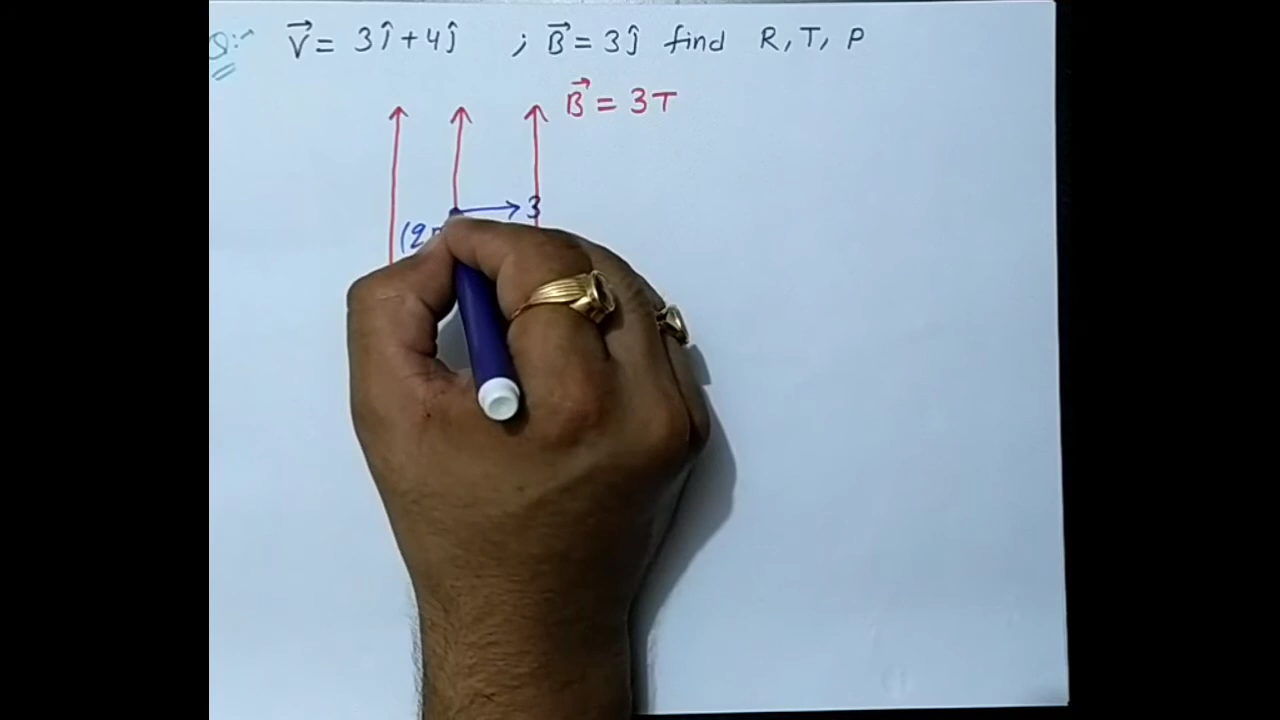 Q:- V⃗ = 3î + 4ĵ ; B⃗ = 3ĵ find R, T, P
B⃗ = 3T
3
(q